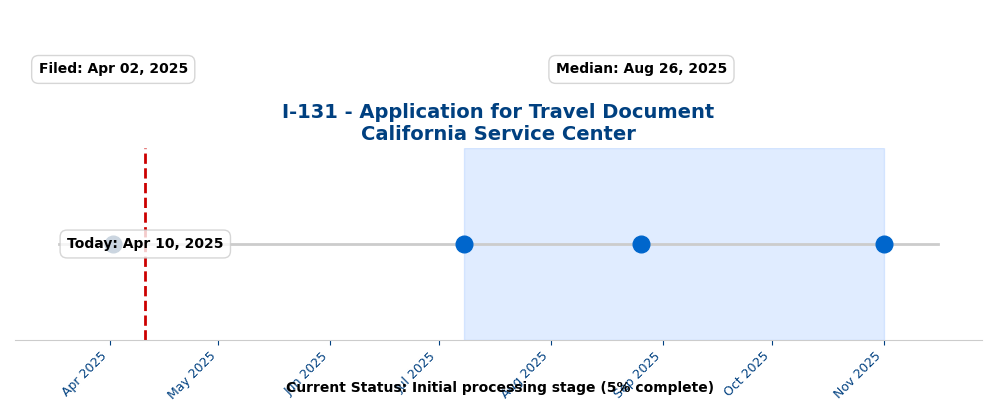 Filed: Apr 02, 2025
Median: Aug 26, 2025
I-131 - Application for Travel Document
California Service Center
Today: Apr 10, 2025
Apr 2025
May 2025
Jun 2025
Jul 2025
Aug 2025
Sep 2025
Oct 2025
Nov 2025
Current Status: Initial processing stage (5% complete)